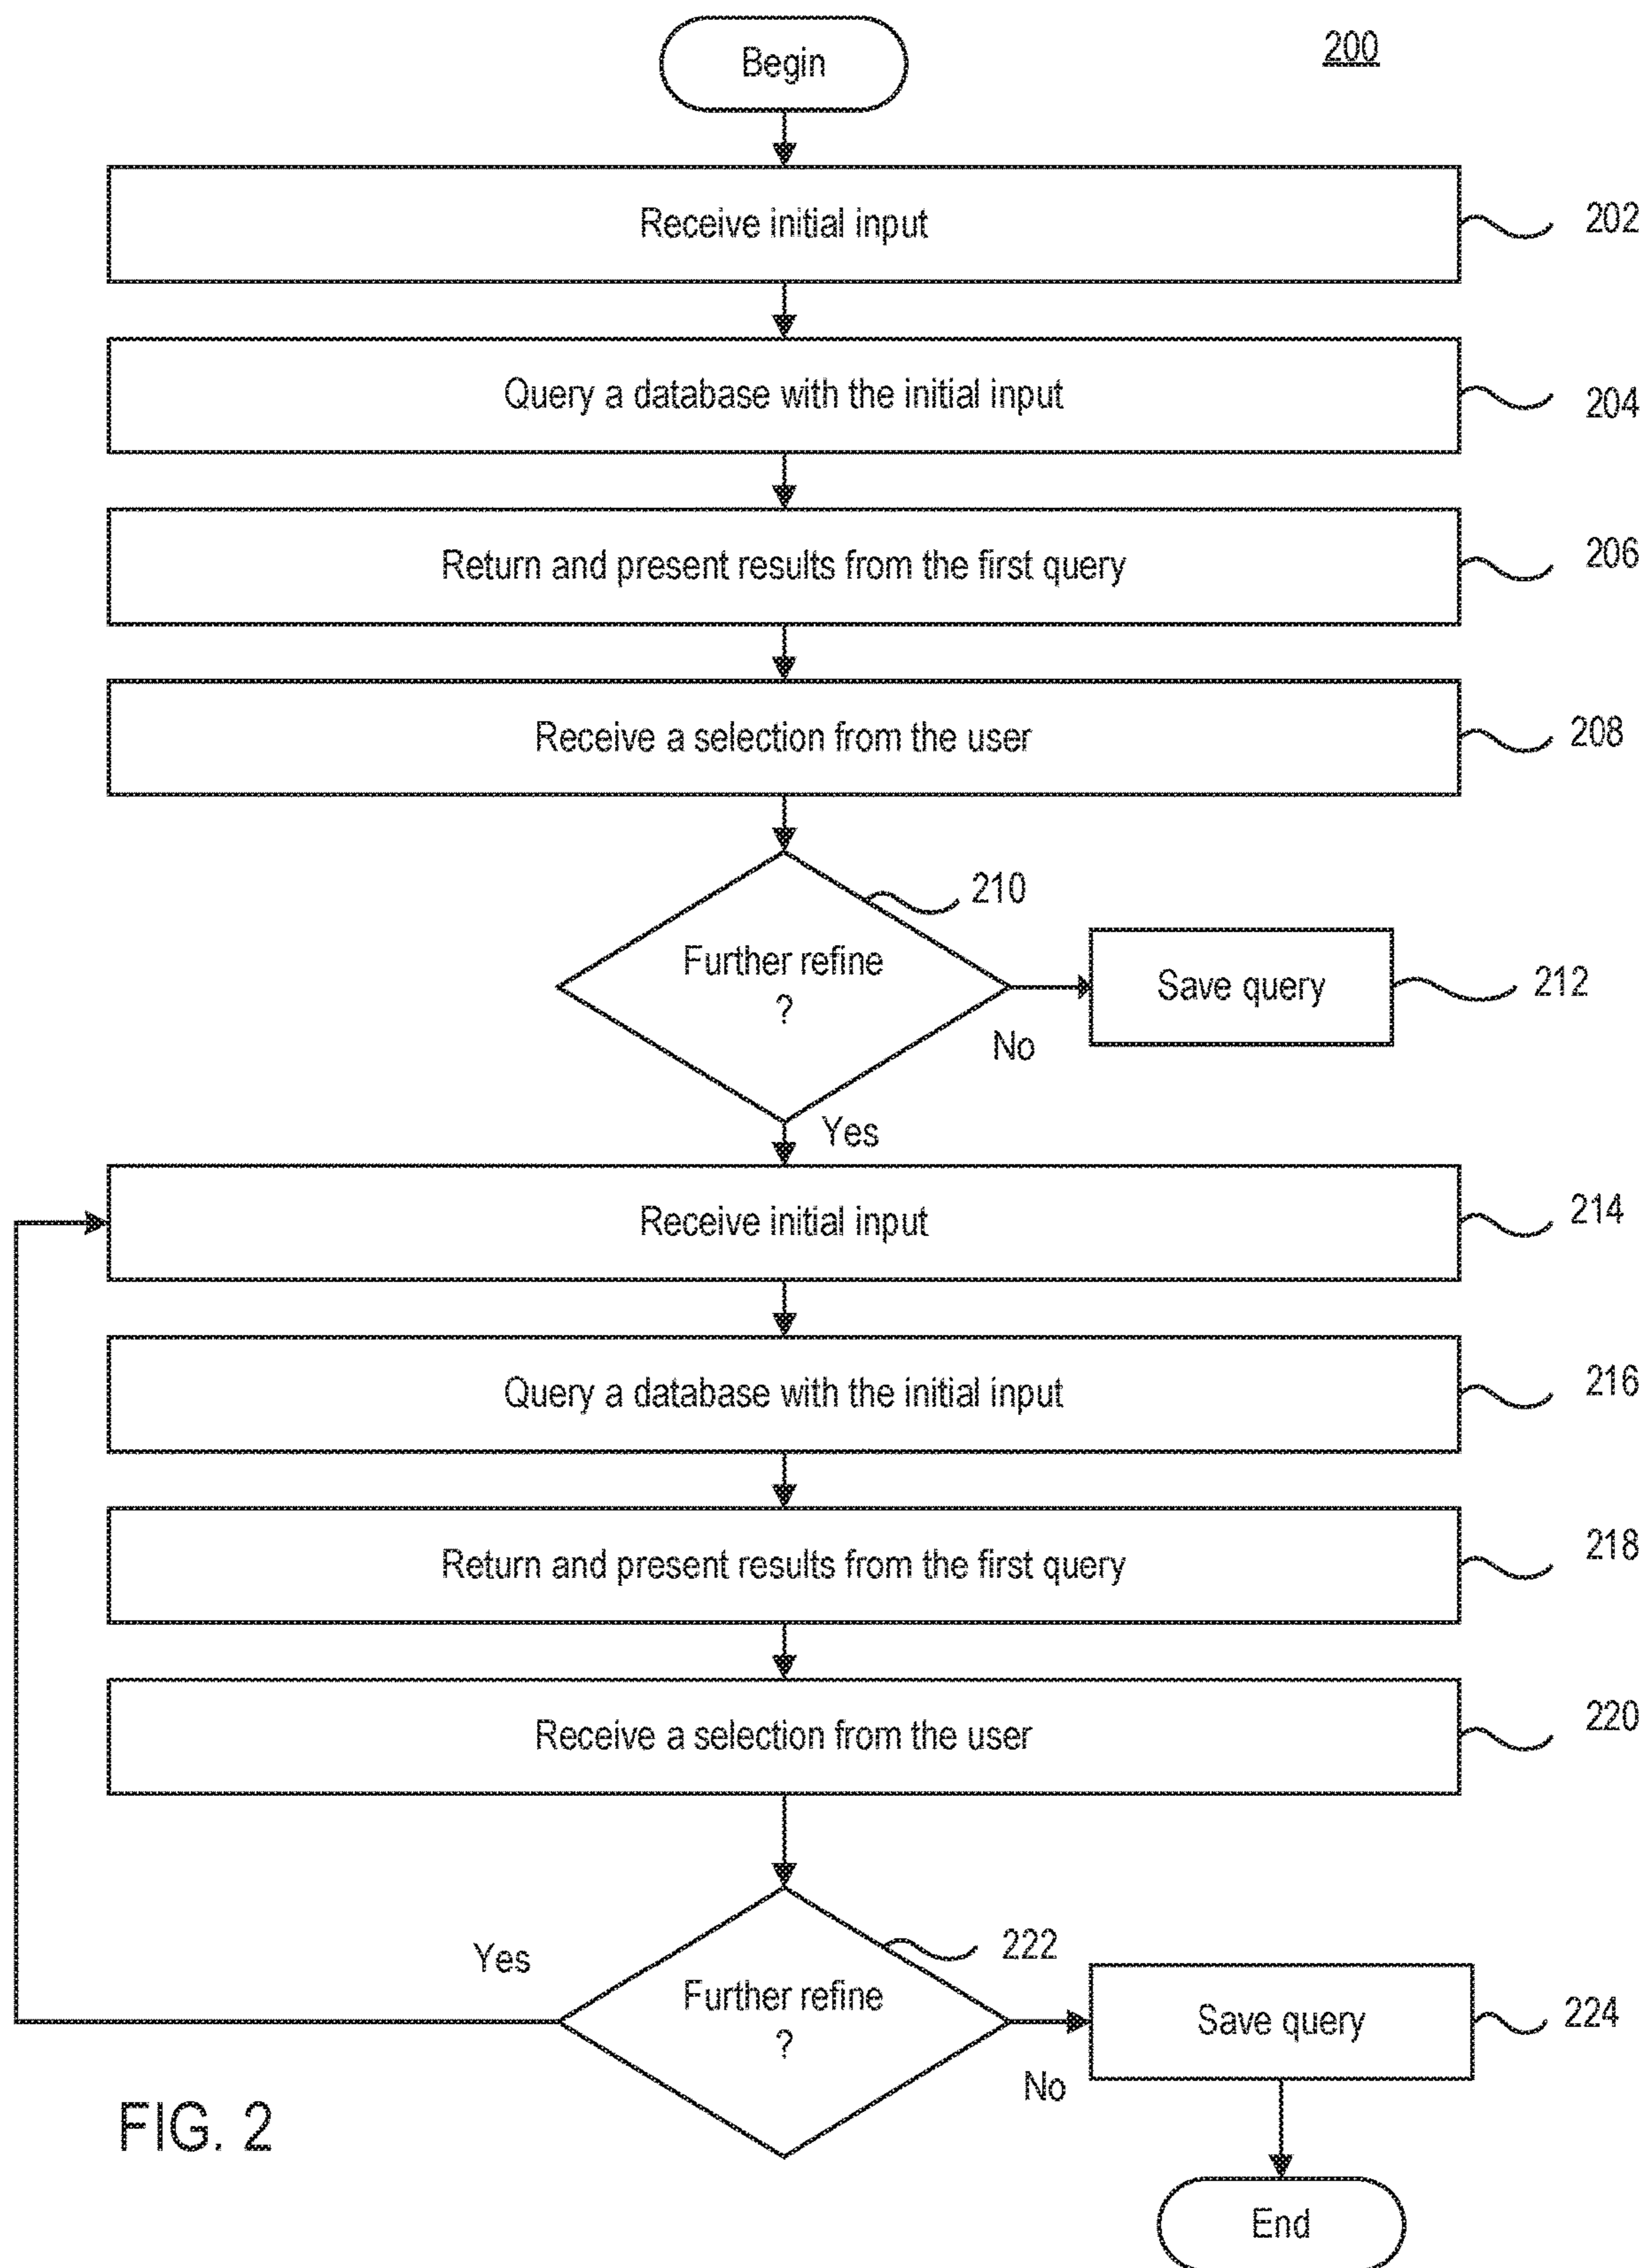 Begin
200
Receive initial input
202
Query a database with the initial input
204
Return and present results from the first query
206
Receive a selection from the user
208
210
Further refine
?
Save query
212
No
Yes
Receive initial input
214
Query a database with the initial input
216
Return and present results from the first query
218
Receive a selection from the user
220
Yes
222
Further refine
?
Save query
224
No
FIG. 2
End